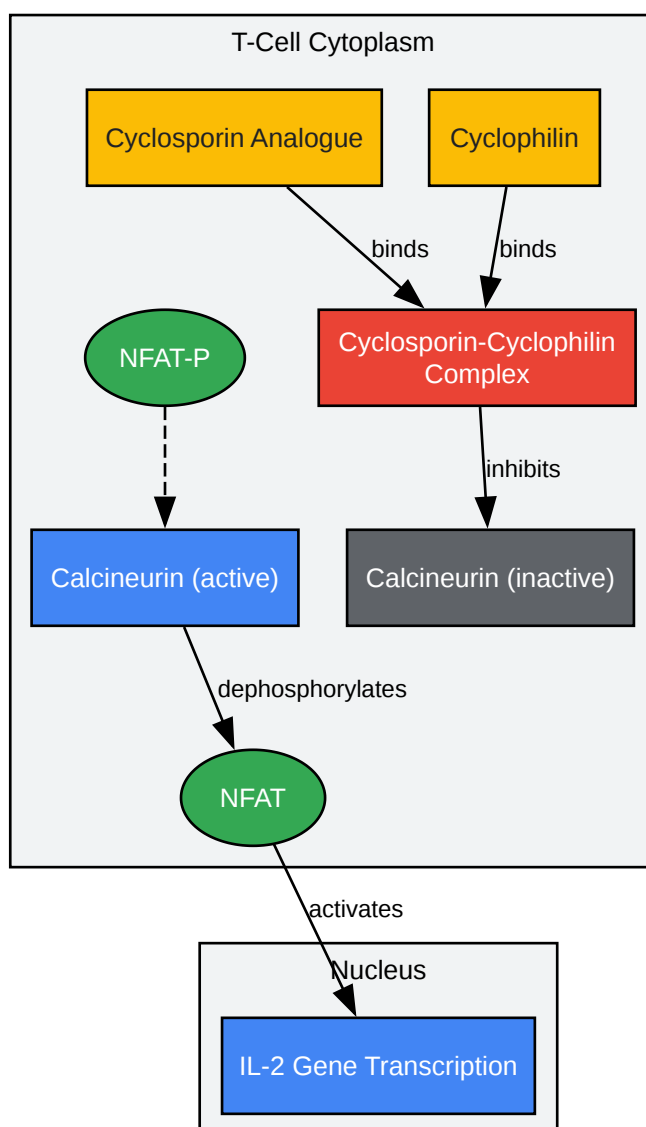 T-Cell Cytoplasm
Cyclosporin Analogue
Cyclophilin
binds
binds
NFAT-P
Cyclosporin-Cyclophilin
Complex
inhibits
Calcineurin (active)
Calcineurin (inactive)
dephosphorylates
NFAT
activates
Nucleus
IL-2 Gene Transcription